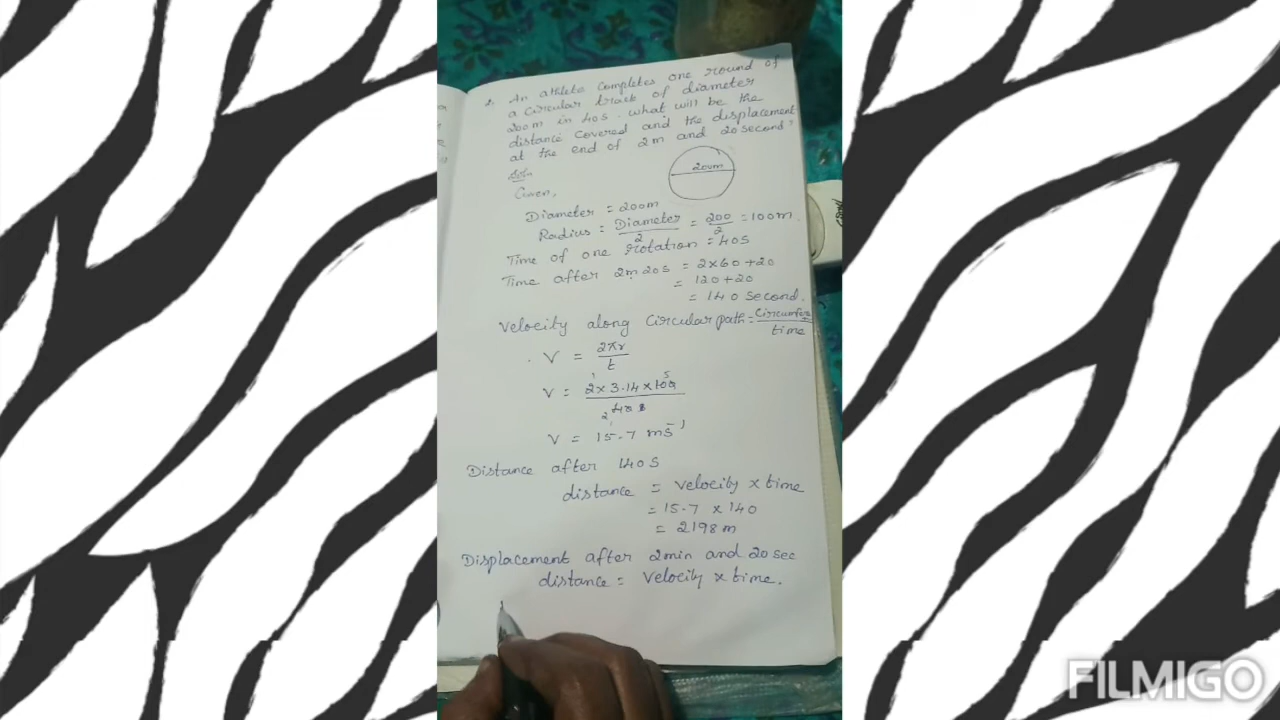 2. An athlete completes one round of
a circular track of diameter
200m in 40s. what will be the
distance covered and the displacement
at the end of 2m and 20 second?
Soln
Given,
200m
Diameter = 200m
Radius = Diameter/2 = 200/2 = 100m.
Time of one rotation = 40s
Time after 2m 20s = 2x60+20
= 120+20
= 140 second.
Velocity along circular path = /time
V = 2πr/t
V = 2 x 3.14 x 100/40
V = 15.7 ms⁻¹
Distance after 140s
distance = velocity x time
= 15.7 x 140
= 2198 m
Displacement after 2min and 20 sec
distance = velocity x time.
FILMIGO